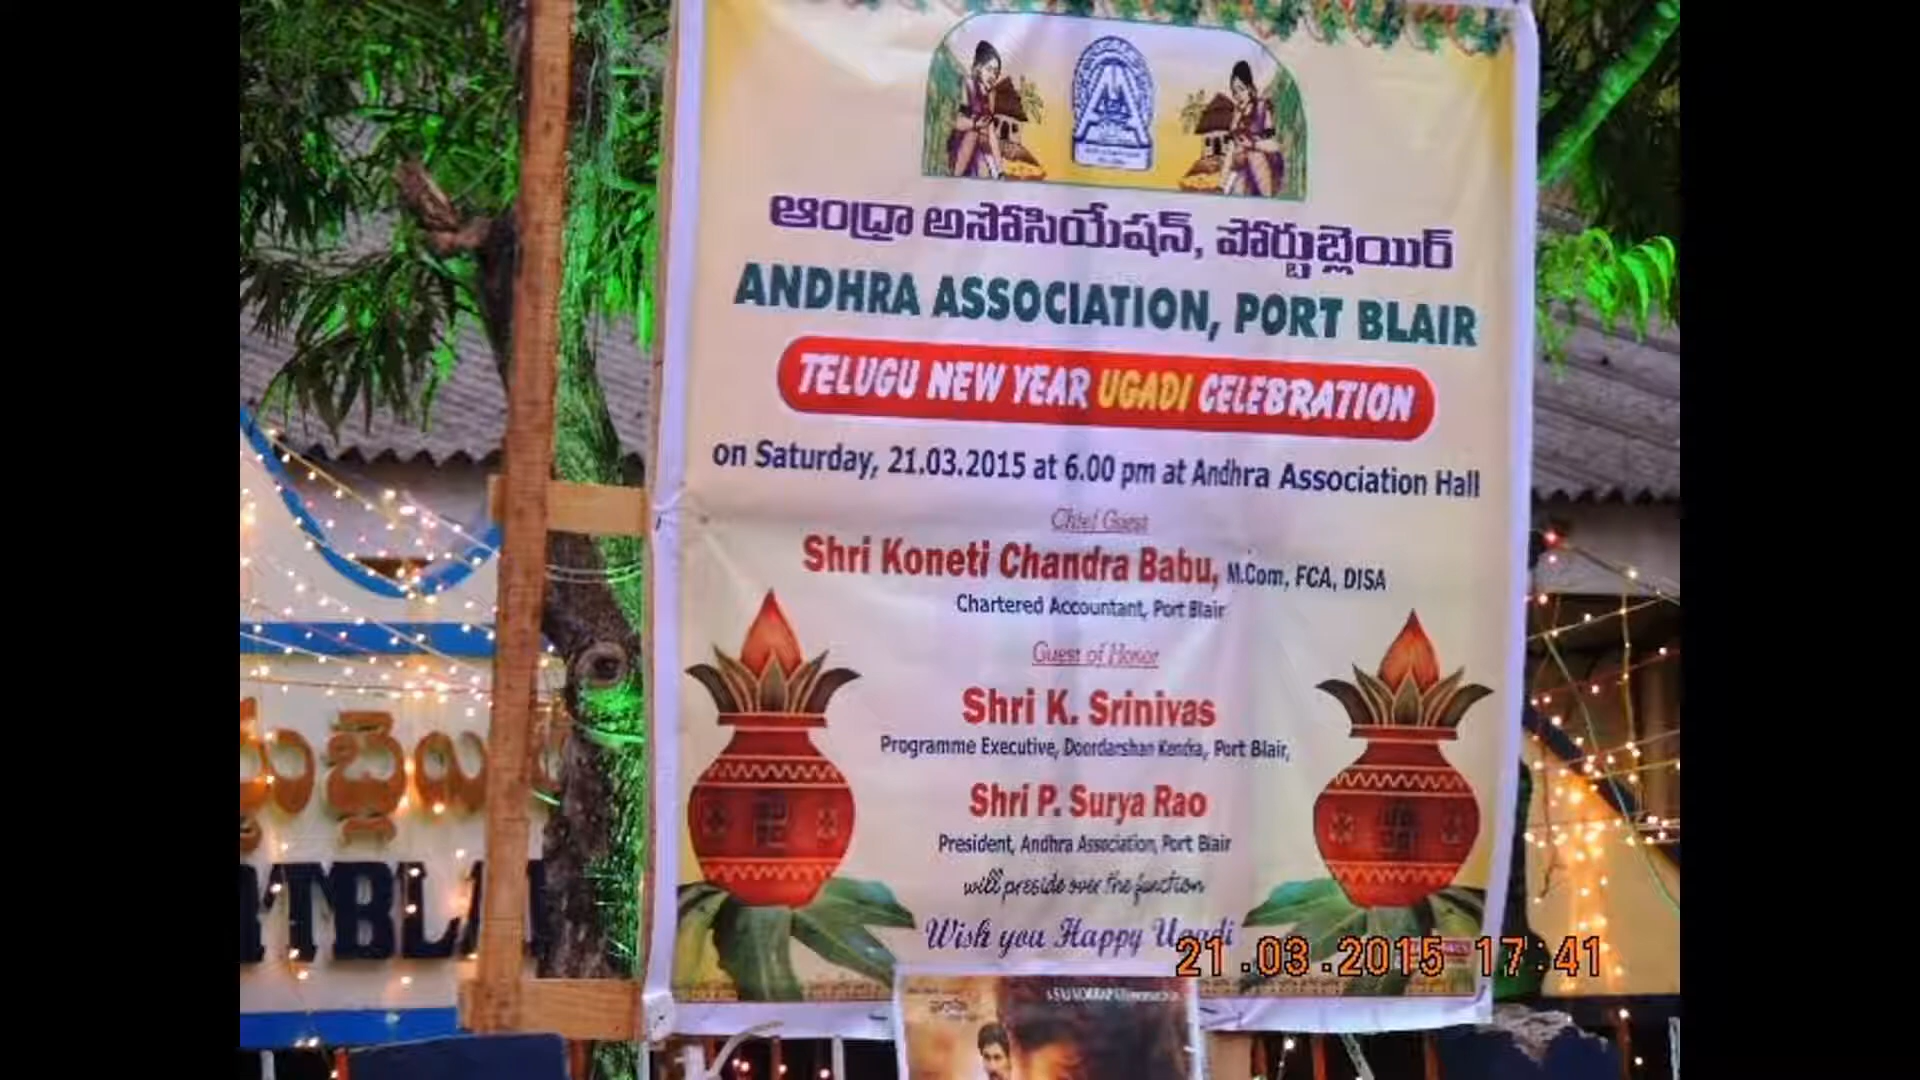 ఆంధ్రా అసోసియేషన్, పోర్టుబ్లెయిర్
ANDHRA ASSOCIATION, PORT BLAIR
TELUGU NEW YEAR UGADI CELEBRATION
on Saturday, 21.03.2015 at 6.00 pm at Andhra Association Hall
Chief Guest
Shri Koneti Chandra Babu, M.Com, FCA, DISA
Chartered Accountant, Port Blair
Guest of Honor
Shri K. Srinivas
Programme Executive, Doordarshan Kendra, Port Blair,
Shri P. Surya Rao
President, Andhra Association, Port Blair
will preside over the function
Wish you Happy Ugadi
21.03.2015 17:41